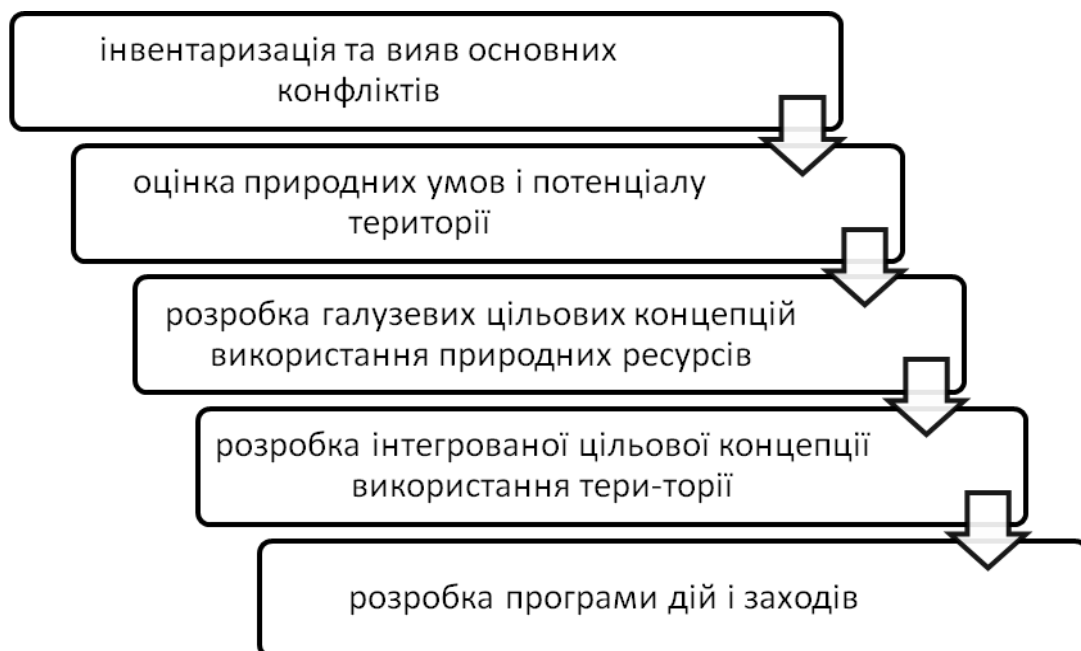 інвентаризація та вияв основних
конфліктів
оцінка природних умов і потенціалу
території
розробка галузевих цільових концепцій
використання природних ресурсів
розробка інтегрованої цільової концепції
використання тери-торії
розробка програми дій і заходів